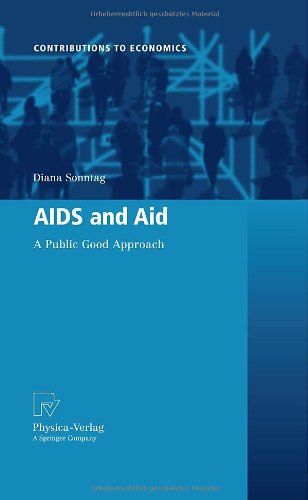 Urheberrechtlich geschütztes Material
CONTRIBUTIONS TO ECONOMICS
Diana Sonntag
AIDS and Aid
A Public Good Approach
Physica-Verlag
A Springer Company
Urheberrechtlich geschütztes Material